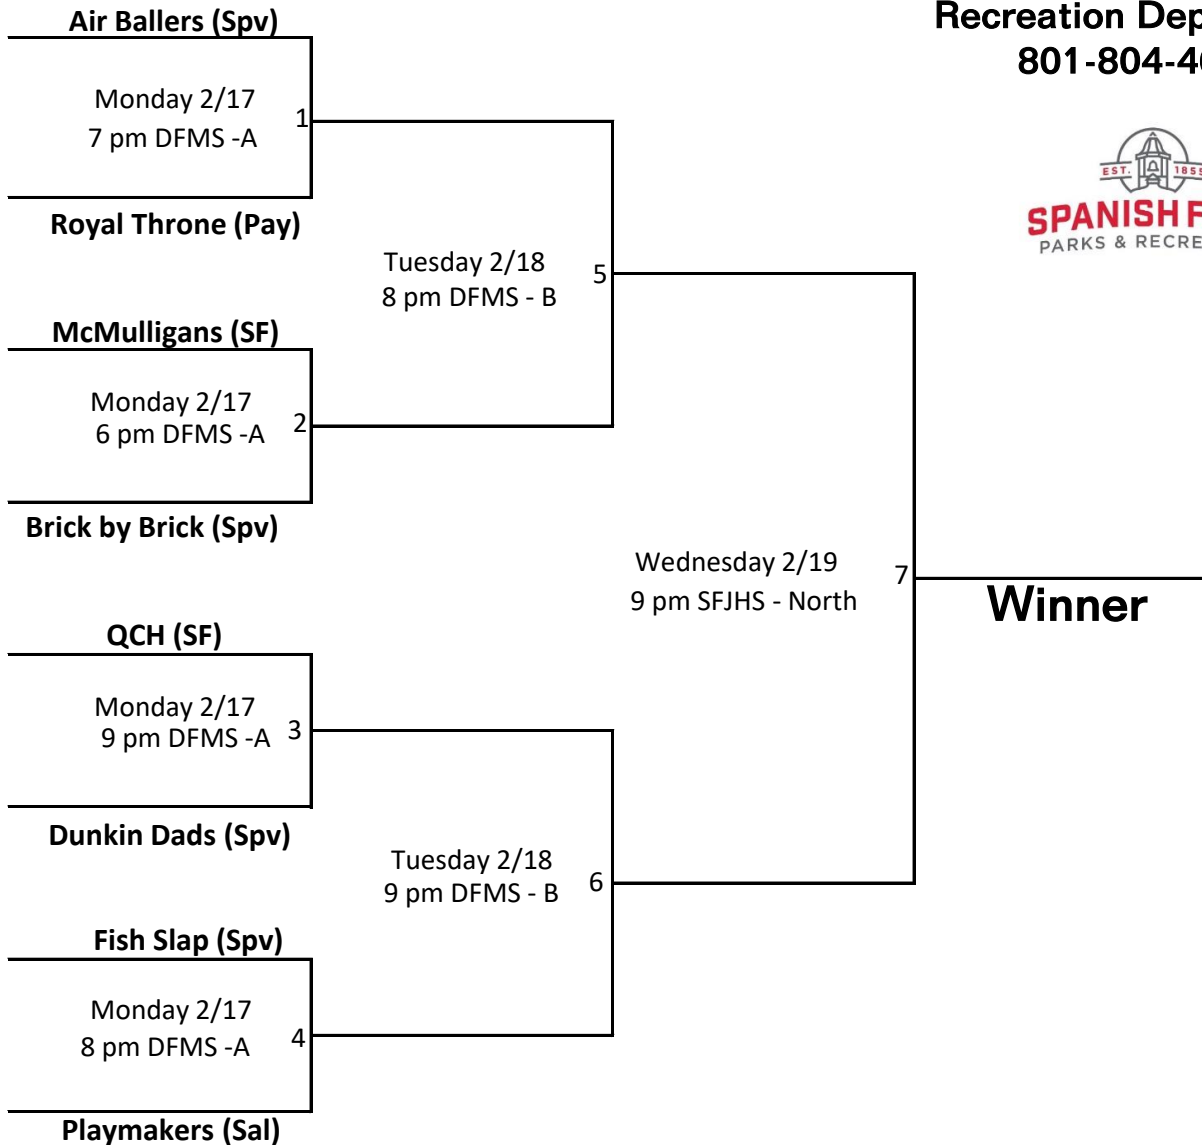 Air Ballers (Spv)
Recreation
801-804-
Monday 2/17
7 pm DFMS -A
1
EST. 1859
SPANISH
PARKS &
Royal Throne (Pay)
Tuesday 2/18
8 pm DFMS - B
5
McMulligans (SF)
Monday 2/17
6 pm DFMS -A
2
Brick by Brick (Spv)
Wednesday 2/19
9 pm SFJHS - North
7
Winner
QCH (SF)
Monday 2/17
9 pm DFMS -A
3
Dunkin Dads (Spv)
Tuesday 2/18
9 pm DFMS - B
6
Fish Slap (Spv)
Monday 2/17
8 pm DFMS -A
4
Playmakers (Sal)